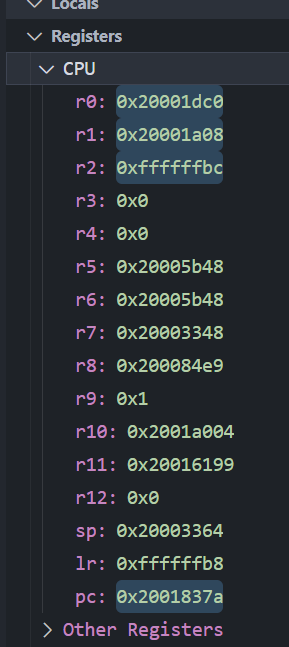 Locals
Registers
CPU
r0: 0x20001dc0
r1: 0x20001a08
r2: 0xffffffbc
r3: 0x0
r4: 0x0
r5: 0x20005b48
r6: 0x20005b48
r7: 0x20003348
r8: 0x200084e9
r9: 0x1
r10: 0x2001a004
r11: 0x20016199
r12: 0x0
sp: 0x20003364
lr: 0xffffffb8
pc: 0x2001837a
Other Registers